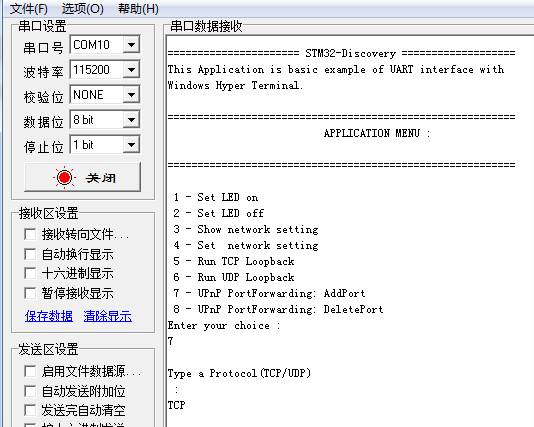 文件(F) 选项(O) 帮助(H)
串口设置
串口号 COM10
波特率 115200
校验位 NONE
数据位 8 bit
停止位 1 bit
关闭
接收区设置
接收转向文件...
自动换行显示
十六进制显示
暂停接收显示
保存数据 清除显示
发送区设置
启用文件数据源...
自动发送附加位
发送完自动清空
按十六进制发送
串口数据接收
====================== STM32-Discovery ===================
This Application is basic example of UART interface with
Windows Hyper Terminal.
==========================================================
APPLICATION MENU :
==========================================================
1 - Set LED on
2 - Set LED off
3 - Show network setting
4 - Set  network setting
5 - Run TCP Loopback
6 - Run UDP Loopback
7 - UPnP PortForwarding: AddPort
8 - UPnP PortForwarding: DeletePort
Enter your choice :
7
Type a Protocol(TCP/UDP)
:
TCP